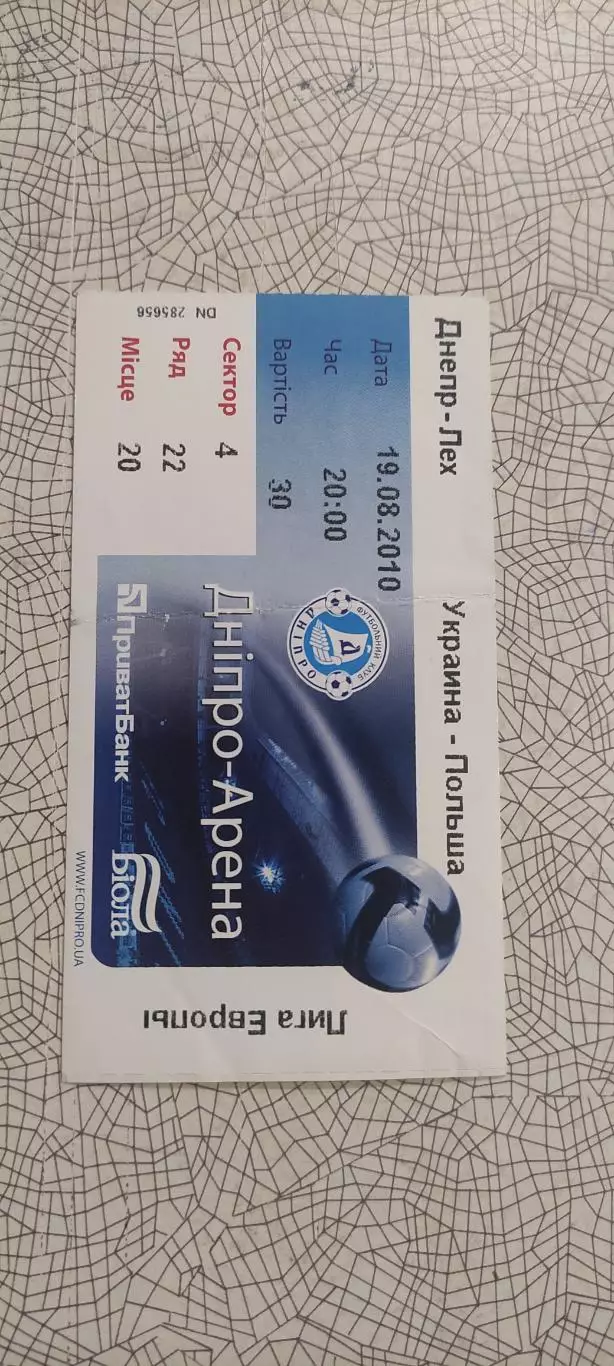 Днепр-Лех Украина - Польша
Дата 19.08.2010
Час 20:00
Вартість 30
Сектор 4
Ряд 22
Місце 20
DN 285656
ФУТБОЛЬНИЙ КЛУБ
ДНІПРО
Дніпро-Арена
ПриватБанк
Біола
WWW.FCDNIPRO.UA
Лига Европы